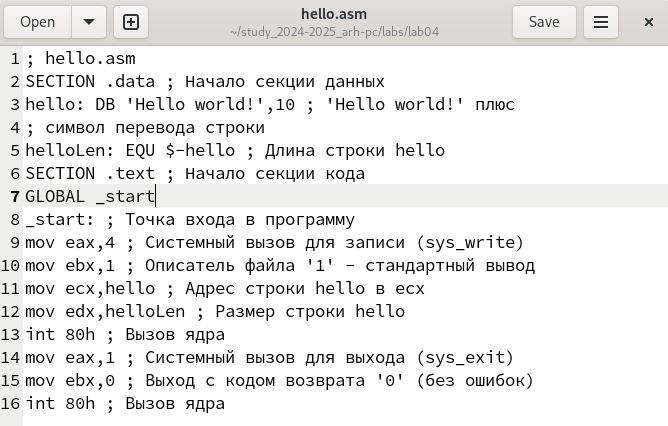 Open
hello.asm
~/study_2024-2025_arh-pc/labs/lab04
Save
1 ; hello.asm
2 SECTION .data ; Начало секции данных
3 hello: DB 'Hello world!',10 ; 'Hello world!' плюс
4 ; символ перевода строки
5 helloLen: EQU $-hello ; Длина строки hello
6 SECTION .text ; Начало секции кода
7 GLOBAL _start
8 _start: ; Точка входа в программу
9 mov eax,4 ; Системный вызов для записи (sys_write)
10 mov ebx,1 ; Описатель файла '1' - стандартный вывод
11 mov ecx,hello ; Адрес строки hello в ecx
12 mov edx,helloLen ; Размер строки hello
13 int 80h ; Вызов ядра
14 mov eax,1 ; Системный вызов для выхода (sys_exit)
15 mov ebx,0 ; Выход с кодом возврата '0' (без ошибок)
16 int 80h ; Вызов ядра